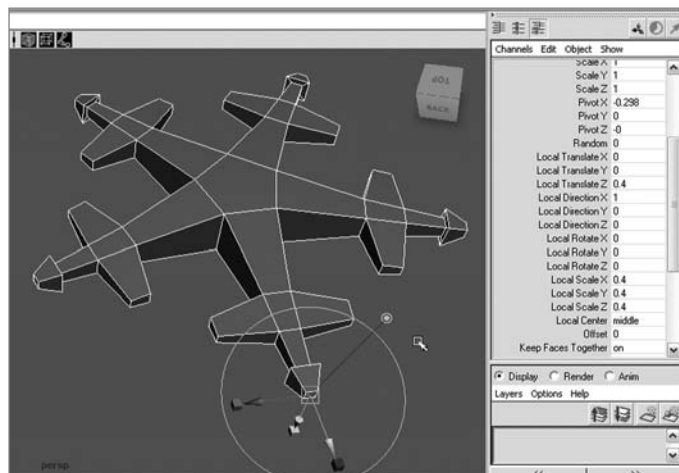 Channels Edit Object Show
Scale X 1
Scale Y 1
Scale Z 1
Pivot X -0.298
Pivot Y 0
Pivot Z -0
Random 0
Local Translate X 0
Local Translate Y 0
Local Translate Z 0.4
Local Direction X 1
Local Direction Y 0
Local Direction Z 0
Local Rotate X 0
Local Rotate Y 0
Local Rotate Z 0
Local Scale X 0.4
Local Scale Y 0.4
Local Scale Z 0.4
Local Center middle
Offset 0
Keep Faces Together on
Display Render Anim
Layers Options Help
TOP
BACK
persp